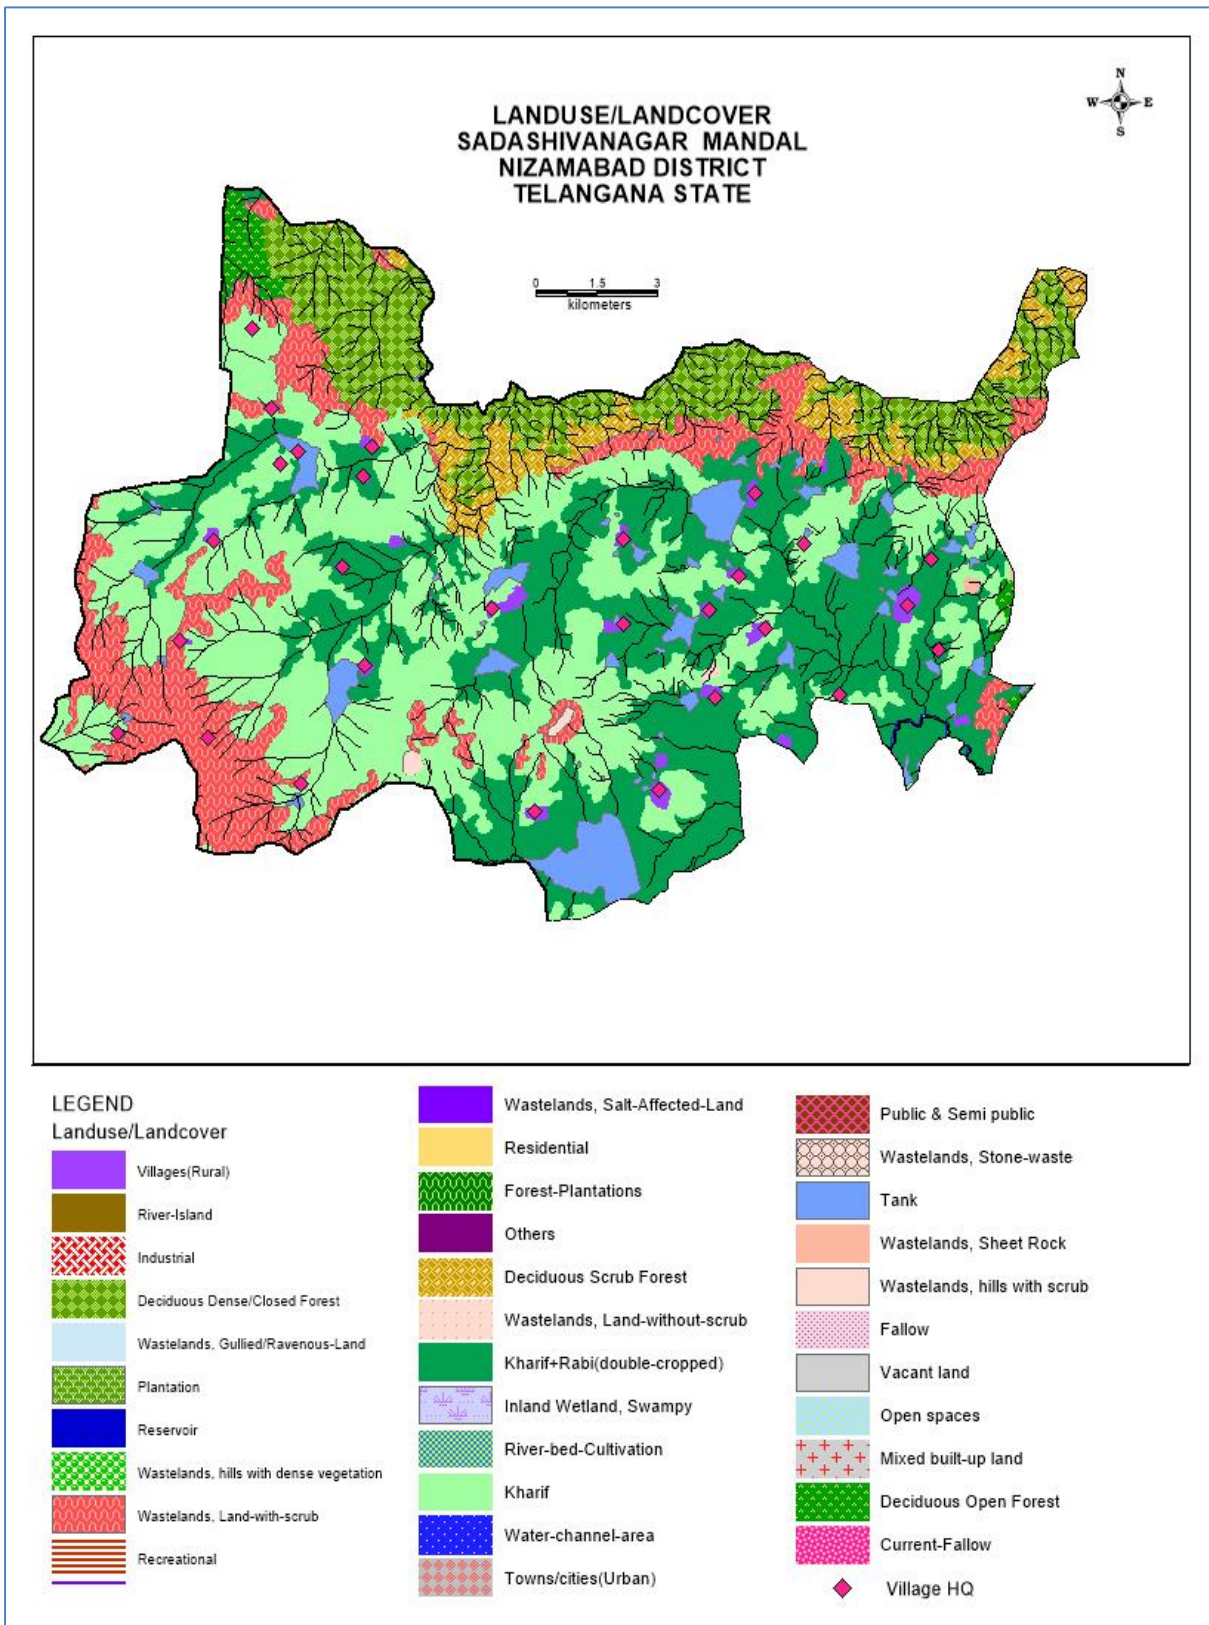 LANDUSE/LANDCOVER
SADASHIVANAGAR MANDAL
NIZAMABAD DISTRICT
TELANGANA STATE
N
W E
S
0 1.5 3
kilometers
LEGEND
Landuse/Landcover
Villages(Rural)
River-Island
Industrial
Deciduous Dense/Closed Forest
Wastelands, Gullied/Ravenous-Land
Plantation
Reservoir
Wastelands, hills with dense vegetation
Wastelands, Land-with-scrub
Recreational
Wastelands, Salt-Affected-Land
Residential
Forest-Plantations
Others
Deciduous Scrub Forest
Wastelands, Land-without-scrub
Kharif+Rabi(double-cropped)
Inland Wetland, Swampy
River-bed-Cultivation
Kharif
Water-channel-area
Towns/cities(Urban)
Public & Semi public
Wastelands, Stone-waste
Tank
Wastelands, Sheet Rock
Wastelands, hills with scrub
Fallow
Vacant land
Open spaces
Mixed built-up land
Deciduous Open Forest
Current-Fallow
Village HQ